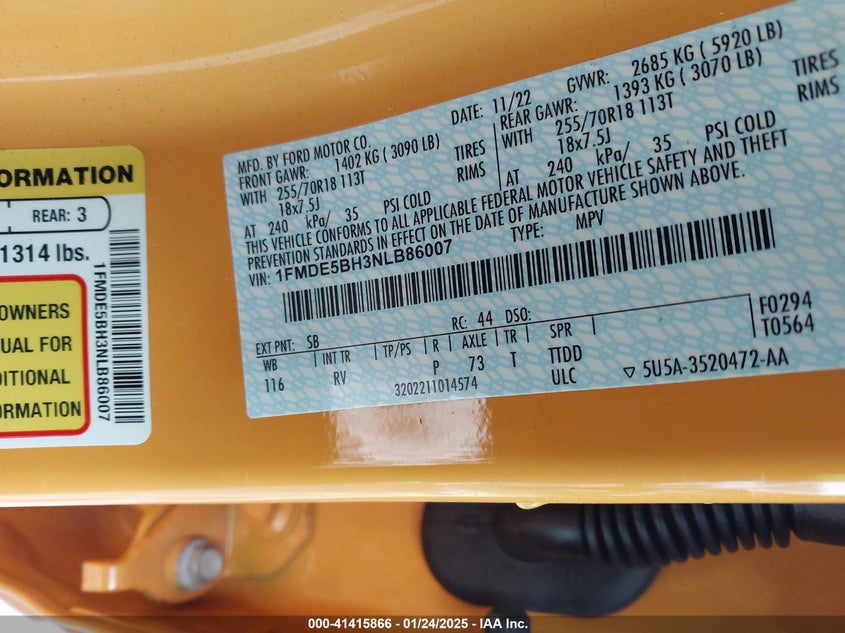 ORMATION
REAR: 3
1314 lbs.
OWNERS
UAL FOR
DITIONAL
ORMATION
1FMDE5BH3NLB86007
MFD. BY FORD MOTOR CO. DATE: 11/22 GVWR: 2685 KG ( 5920 LB)
FRONT GAWR: 1402 KG ( 3090 LB) REAR GAWR: 1393 KG ( 3070 LB)
WITH 255/70R18 113T TIRES WITH 255/70R18 113T TIRES
18x7.5J RIMS 18x7.5J RIMS
AT 240 kPa/ 35 PSI COLD AT 240 kPa/ 35 PSI COLD
THIS VEHICLE CONFORMS TO ALL APPLICABLE FEDERAL MOTOR VEHICLE SAFETY AND THEFT
PREVENTION STANDARDS IN EFFECT ON THE DATE OF MANUFACTURE SHOWN ABOVE.
VIN: 1FMDE5BH3NLB86007 TYPE: MPV
EXT PNT: SB RC: 44 DSO: F0294
WB INT TR TP/PS R AXLE TR SPR T0564
116 RV P 73 T TTDD
3202211014574 ULC ▽ 5U5A-3520472-AA
000-41415866 - 01/24/2025 - IAA Inc.